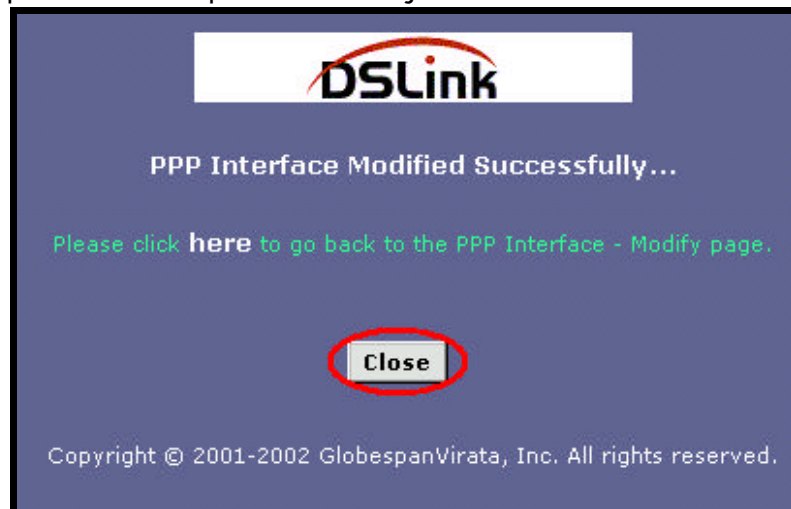 DSLink
PPP Interface Modified Successfully...
Please click here to go back to the PPP Interface - Modify page.
Close
Copyright © 2001-2002 GlobespanVirata, Inc. All rights reserved.